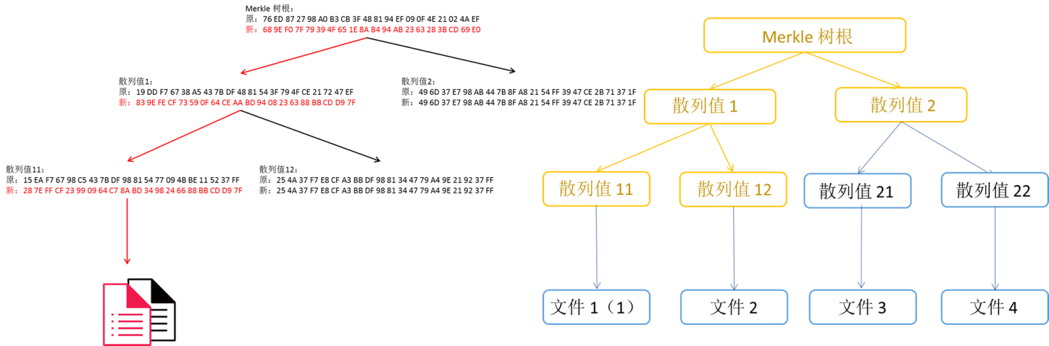 Merkle 树根：
原：76 ED 87 27 98 A0 B3 CB 3F 48 81 94 EF 09 0F 4E 21 02 4A EF
新：68 9E F0 7F 79 39 4F 65 1E 8A B4 94 AB 23 63 28 3B CD 69 E0
散列值1：
原：19 DD F7 67 38 A5 43 7B DF 48 81 54 3F 79 4F CE 21 72 47 EF
新：83 9E FE CF 73 59 0F 64 CE AA BD 94 08 23 63 88 BB CD D9 7F
散列值2：
原：49 6D 37 E7 98 AB 44 7B 8F A8 21 54 FF 39 47 CE 2B 71 37 1F
新：49 6D 37 E7 98 AB 44 7B 8F A8 21 54 FF 39 47 CE 2B 71 37 1F
散列值11：
原：15 EA F7 67 98 C5 43 7B DF 98 81 54 77 09 4B BE 11 52 37 FF
新：28 7E FF CF 23 99 09 64 C7 8A BD 34 98 24 66 88 BB CD D9 7F
散列值12：
原：25 4A 37 F7 E8 CF A3 BB DF 98 81 34 47 79 A4 9E 21 92 37 FF
新：25 4A 37 F7 E8 CF A3 BB DF 98 81 34 47 79 A4 9E 21 92 37 FF
Merkle 树根
散列值 1
散列值 2
散列值 11
散列值 12
散列值 21
散列值 22
文件 1（1）
文件 2
文件 3
文件 4